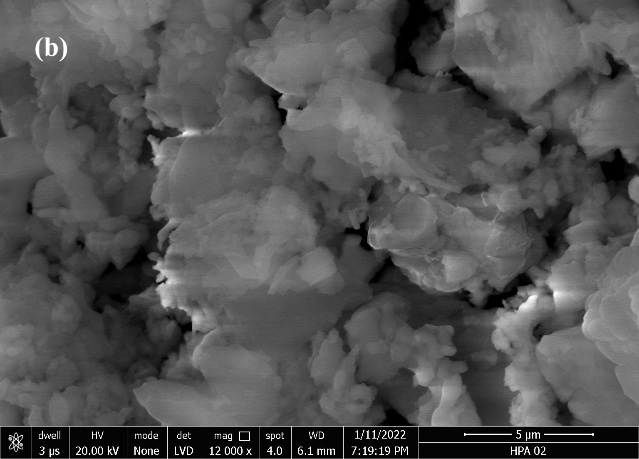 (b)
dwell HV mode det mag spot WD 1/11/2022 5 µm
3 µs 20.00 kV None LVD 12 000 x 4.0 6.1 mm 7:19:19 PM HPA 02